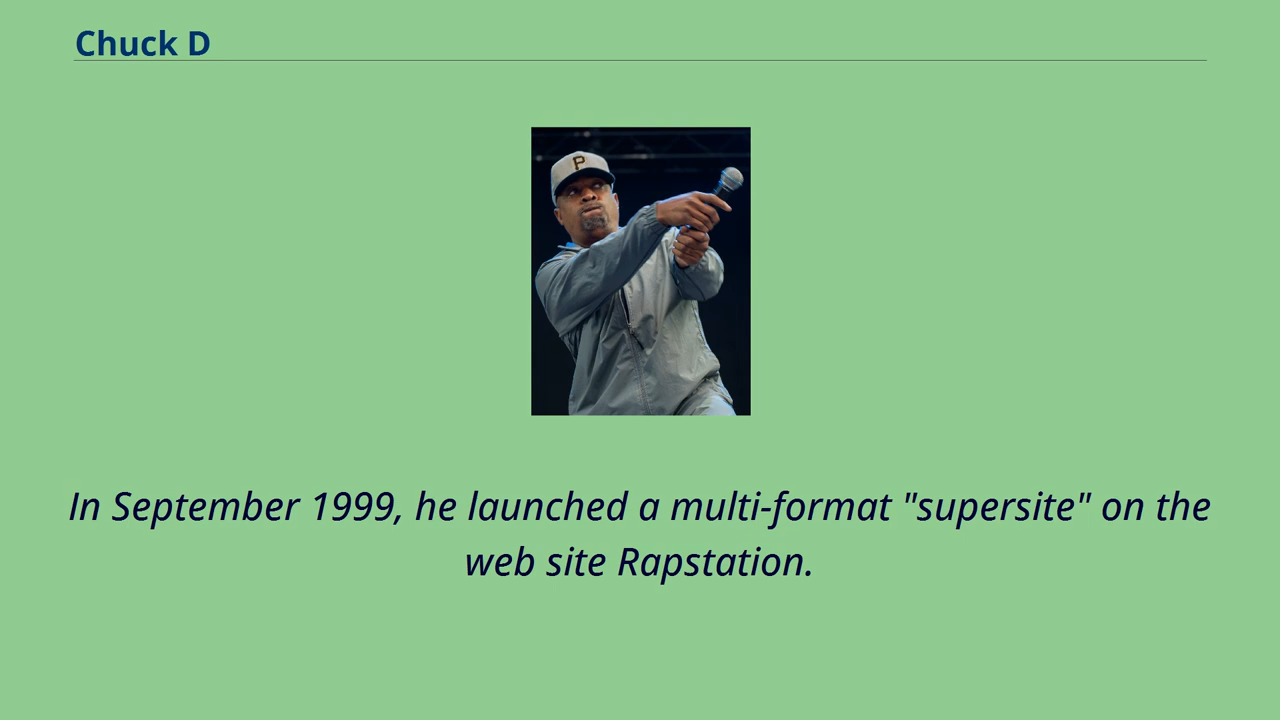 Chuck D
P
In September 1999, he launched a multi-format "supersite" on the
web site Rapstation.